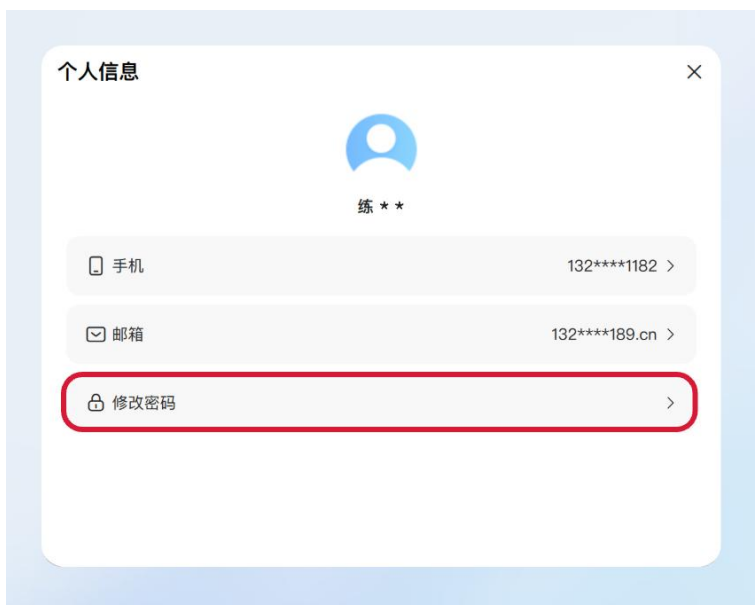 个人信息
练 * *
手机 132****1182
邮箱 132****189.cn
修改密码